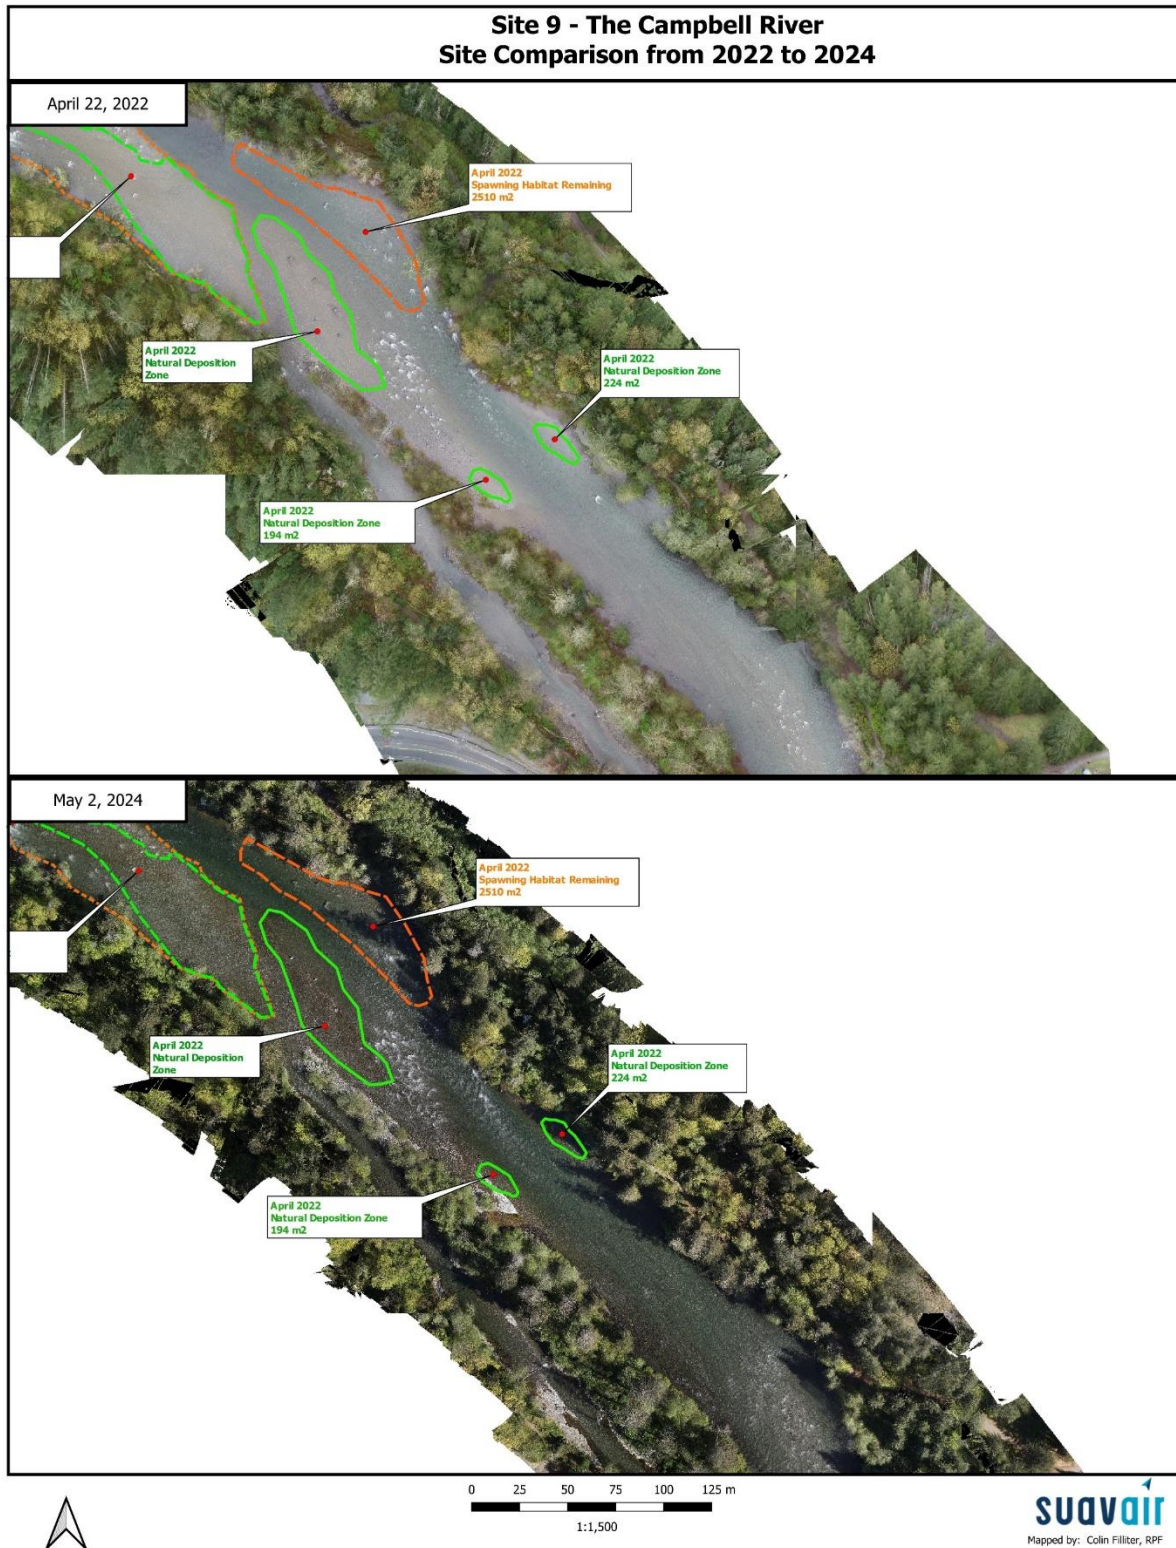 Site 9 - The Campbell River
Site Comparison from 2022 to 2024
April 22, 2022
April 2022
Spawning Habitat Remaining
2510 m2
April 2022
Natural Deposition
Zone
April 2022
Natural Deposition Zone
224 m2
April 2022
Natural Deposition Zone
194 m2
May 2, 2024
April 2022
Spawning Habitat Remaining
2510 m2
April 2022
Natural Deposition
Zone
April 2022
Natural Deposition Zone
224 m2
April 2022
Natural Deposition Zone
194 m2
0 25 50 75 100 125 m
1:1,500
suavair
Mapped by: Colin Filliter, RPF